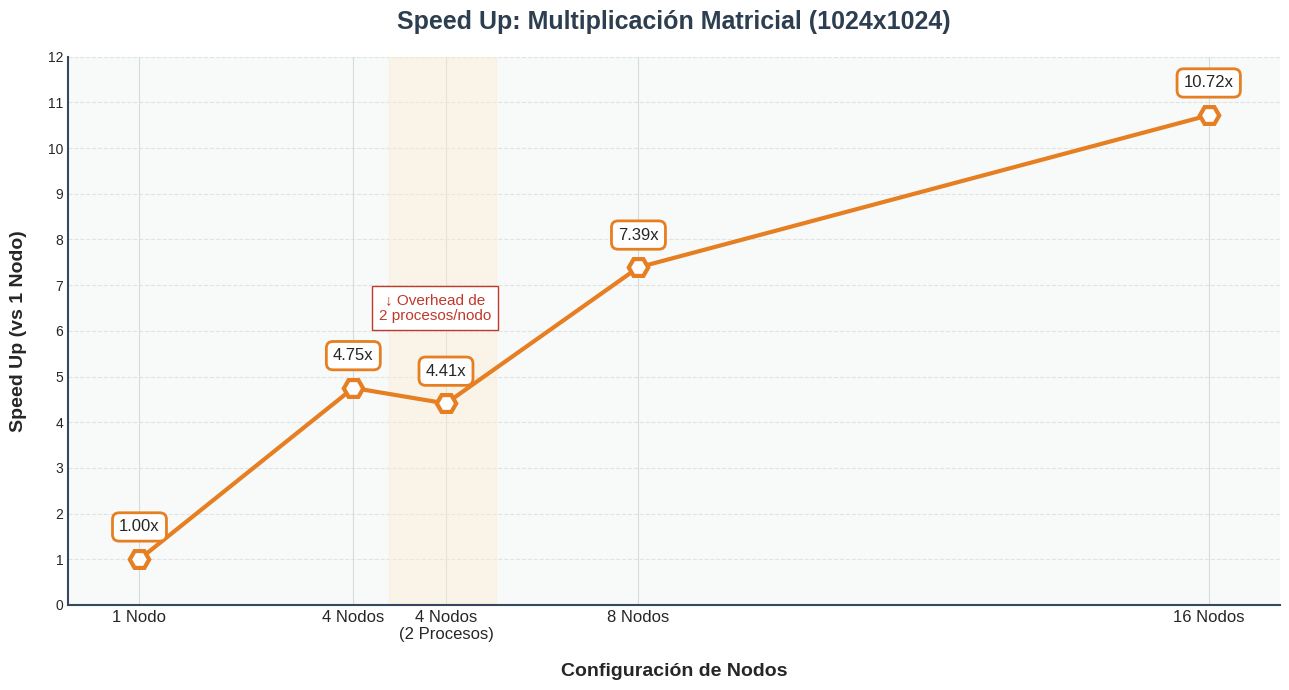 Speed Up: Multiplicación Matricial (1024x1024)
Speed Up (vs 1 Nodo)
12
11
10
9
8
7
6
5
4
3
2
1
0
1.00x
4.75x
4.41x
7.39x
10.72x
↓ Overhead de
2 procesos/nodo
1 Nodo
4 Nodos
4 Nodos
(2 Procesos)
8 Nodos
16 Nodos
Configuración de Nodos